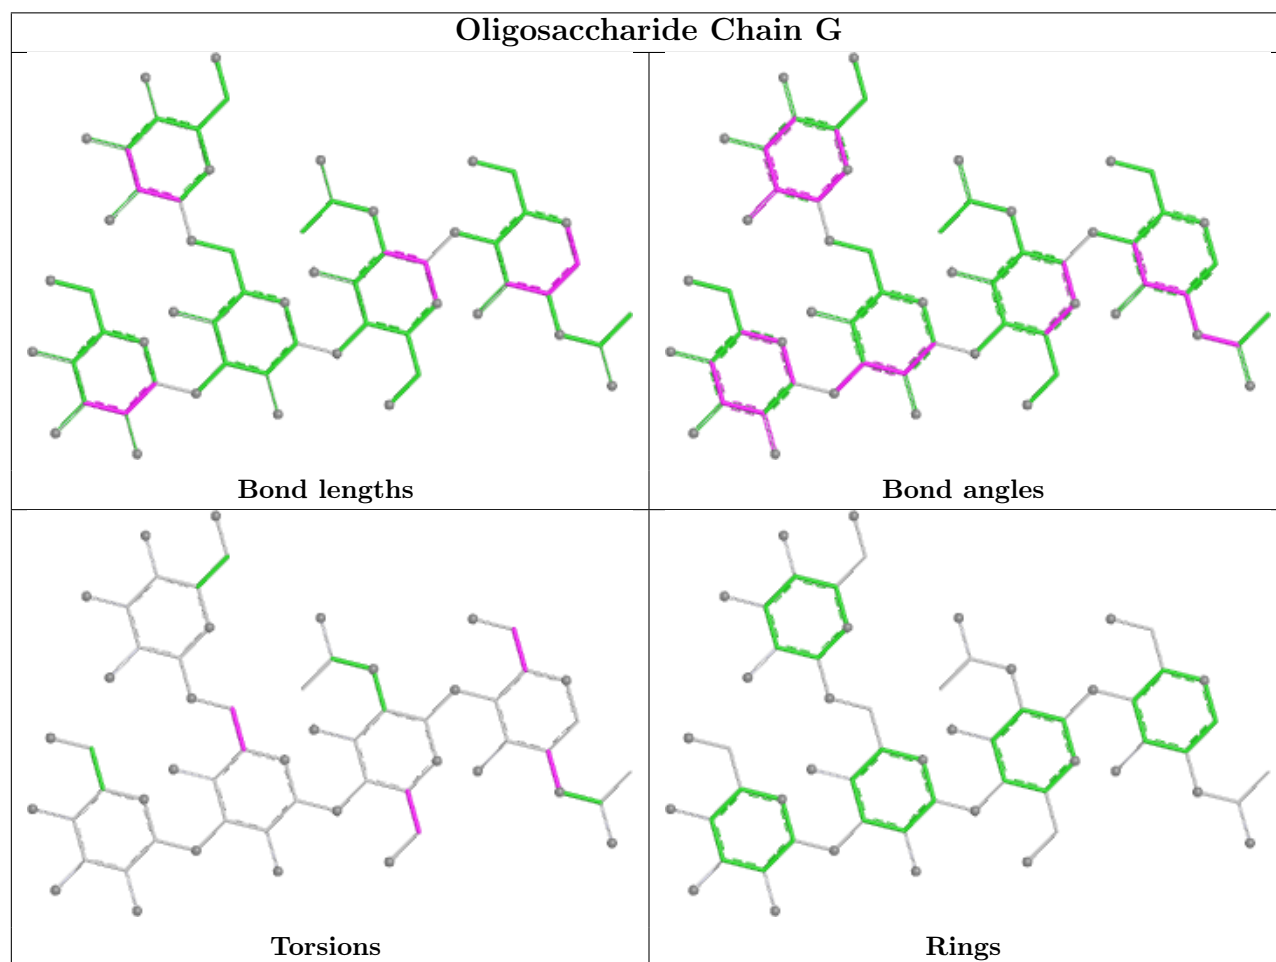 Oligosaccharide Chain G
Bond lengths
Bond angles
Torsions
Rings